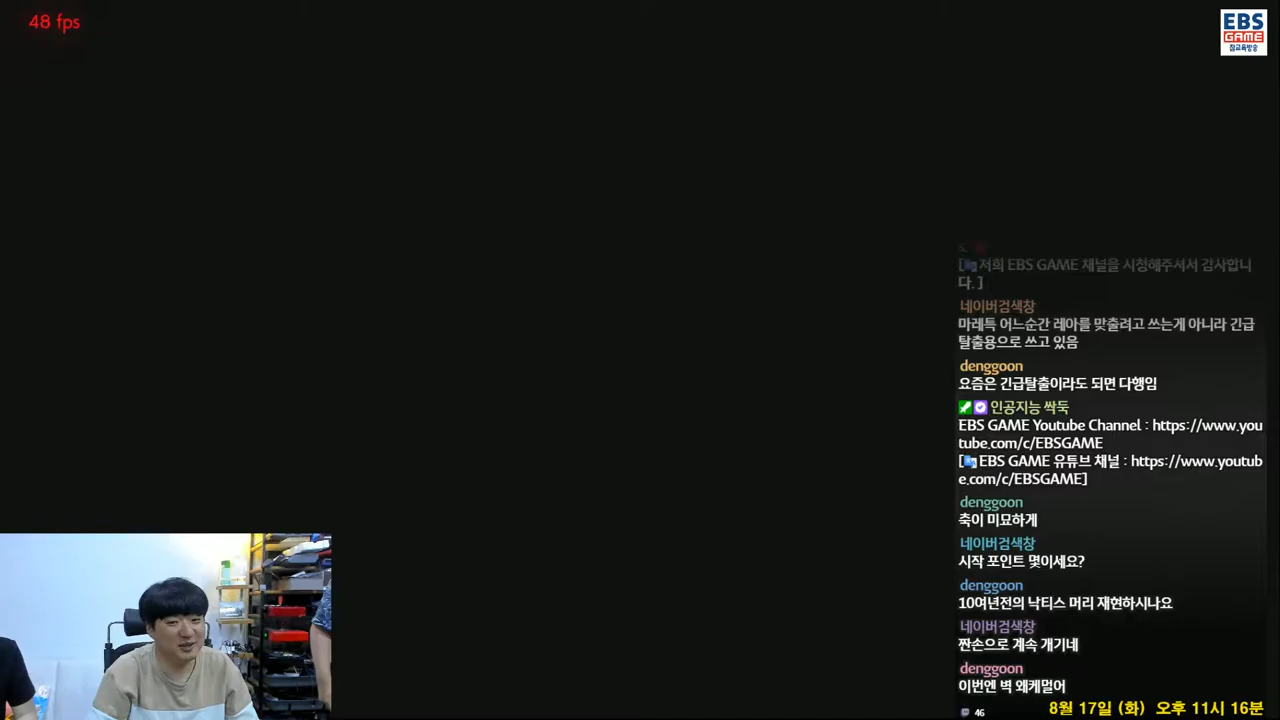 48 fps
EBS
GAME
참교육방송
[저희 EBS GAME 채널을 시청해주셔서 감사합니
다. ]
네이버검색창
마레특 어느순간 레아를 맞출려고 쓰는게 아니라 긴급
탈출용으로 쓰고 있음
denggoon
요즘은 긴급탈출이라도 되면 다행임
인공지능 싹둑
EBS GAME Youtube Channel : https://www.you
tube.com/c/EBSGAME
[EBS GAME 유튜브 채널 : https://www.youtub
e.com/c/EBSGAME]
denggoon
축이 미묘하게
네이버검색창
시작 포인트 몇이세요?
denggoon
10여년전의 낙티스 머리 재현하시나요
네이버검색창
짠손으로 계속 개기네
denggoon
이번엔 벽 왜케멀어
8월 17일 (화) 오후 11시 16분
46